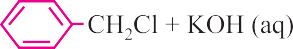 CH₂Cl + KOH (aq)